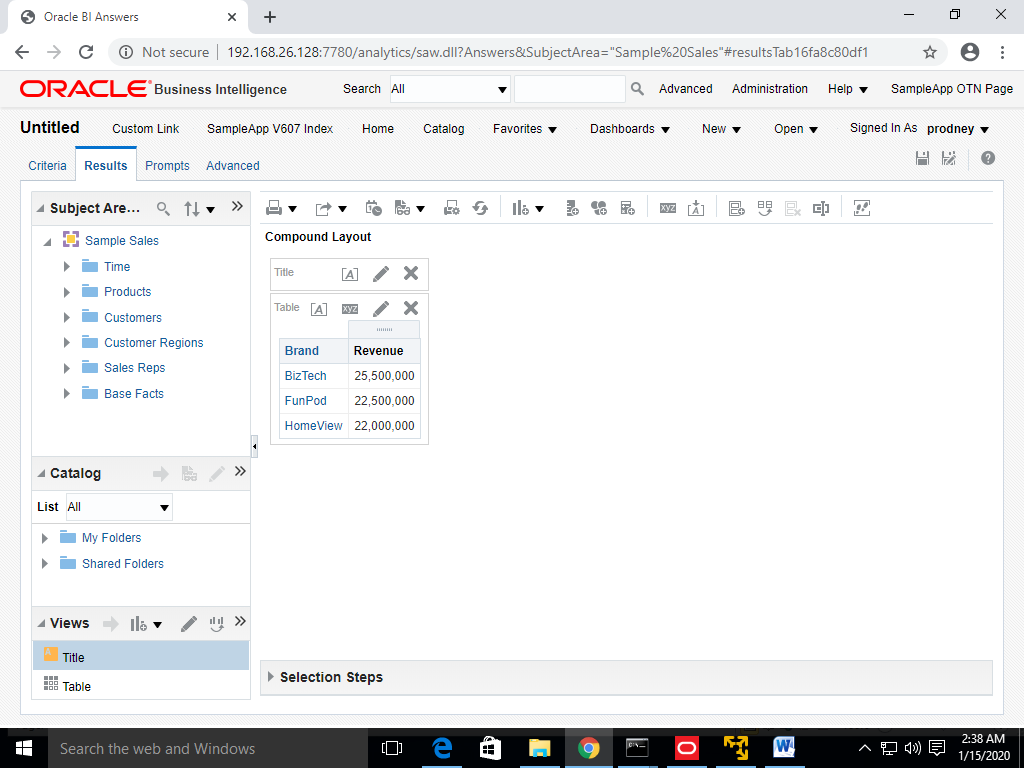 Oracle BI Answers
Not secure 192.168.26.128:7780/analytics/saw.dll?Answers&SubjectArea="Sample%20Sales"#resultsTab16fa8c80df1
ORACLE Business Intelligence Search All Advanced Administration Help SampleApp OTN Page
Untitled Custom Link SampleApp V607 Index Home Catalog Favorites Dashboards New Open Signed In As prodney
Criteria Results Prompts Advanced
Subject Are...
Sample Sales
Time
Products
Customers
Customer Regions
Sales Reps
Base Facts
Catalog
List All
My Folders
Shared Folders
Views
Title
Table
xyz
Compound Layout
Title A
Table A xyz
Brand Revenue
BizTech 25,500,000
FunPod 22,500,000
HomeView 22,000,000
Selection Steps
Search the web and Windows
2:38 AM
1/15/2020